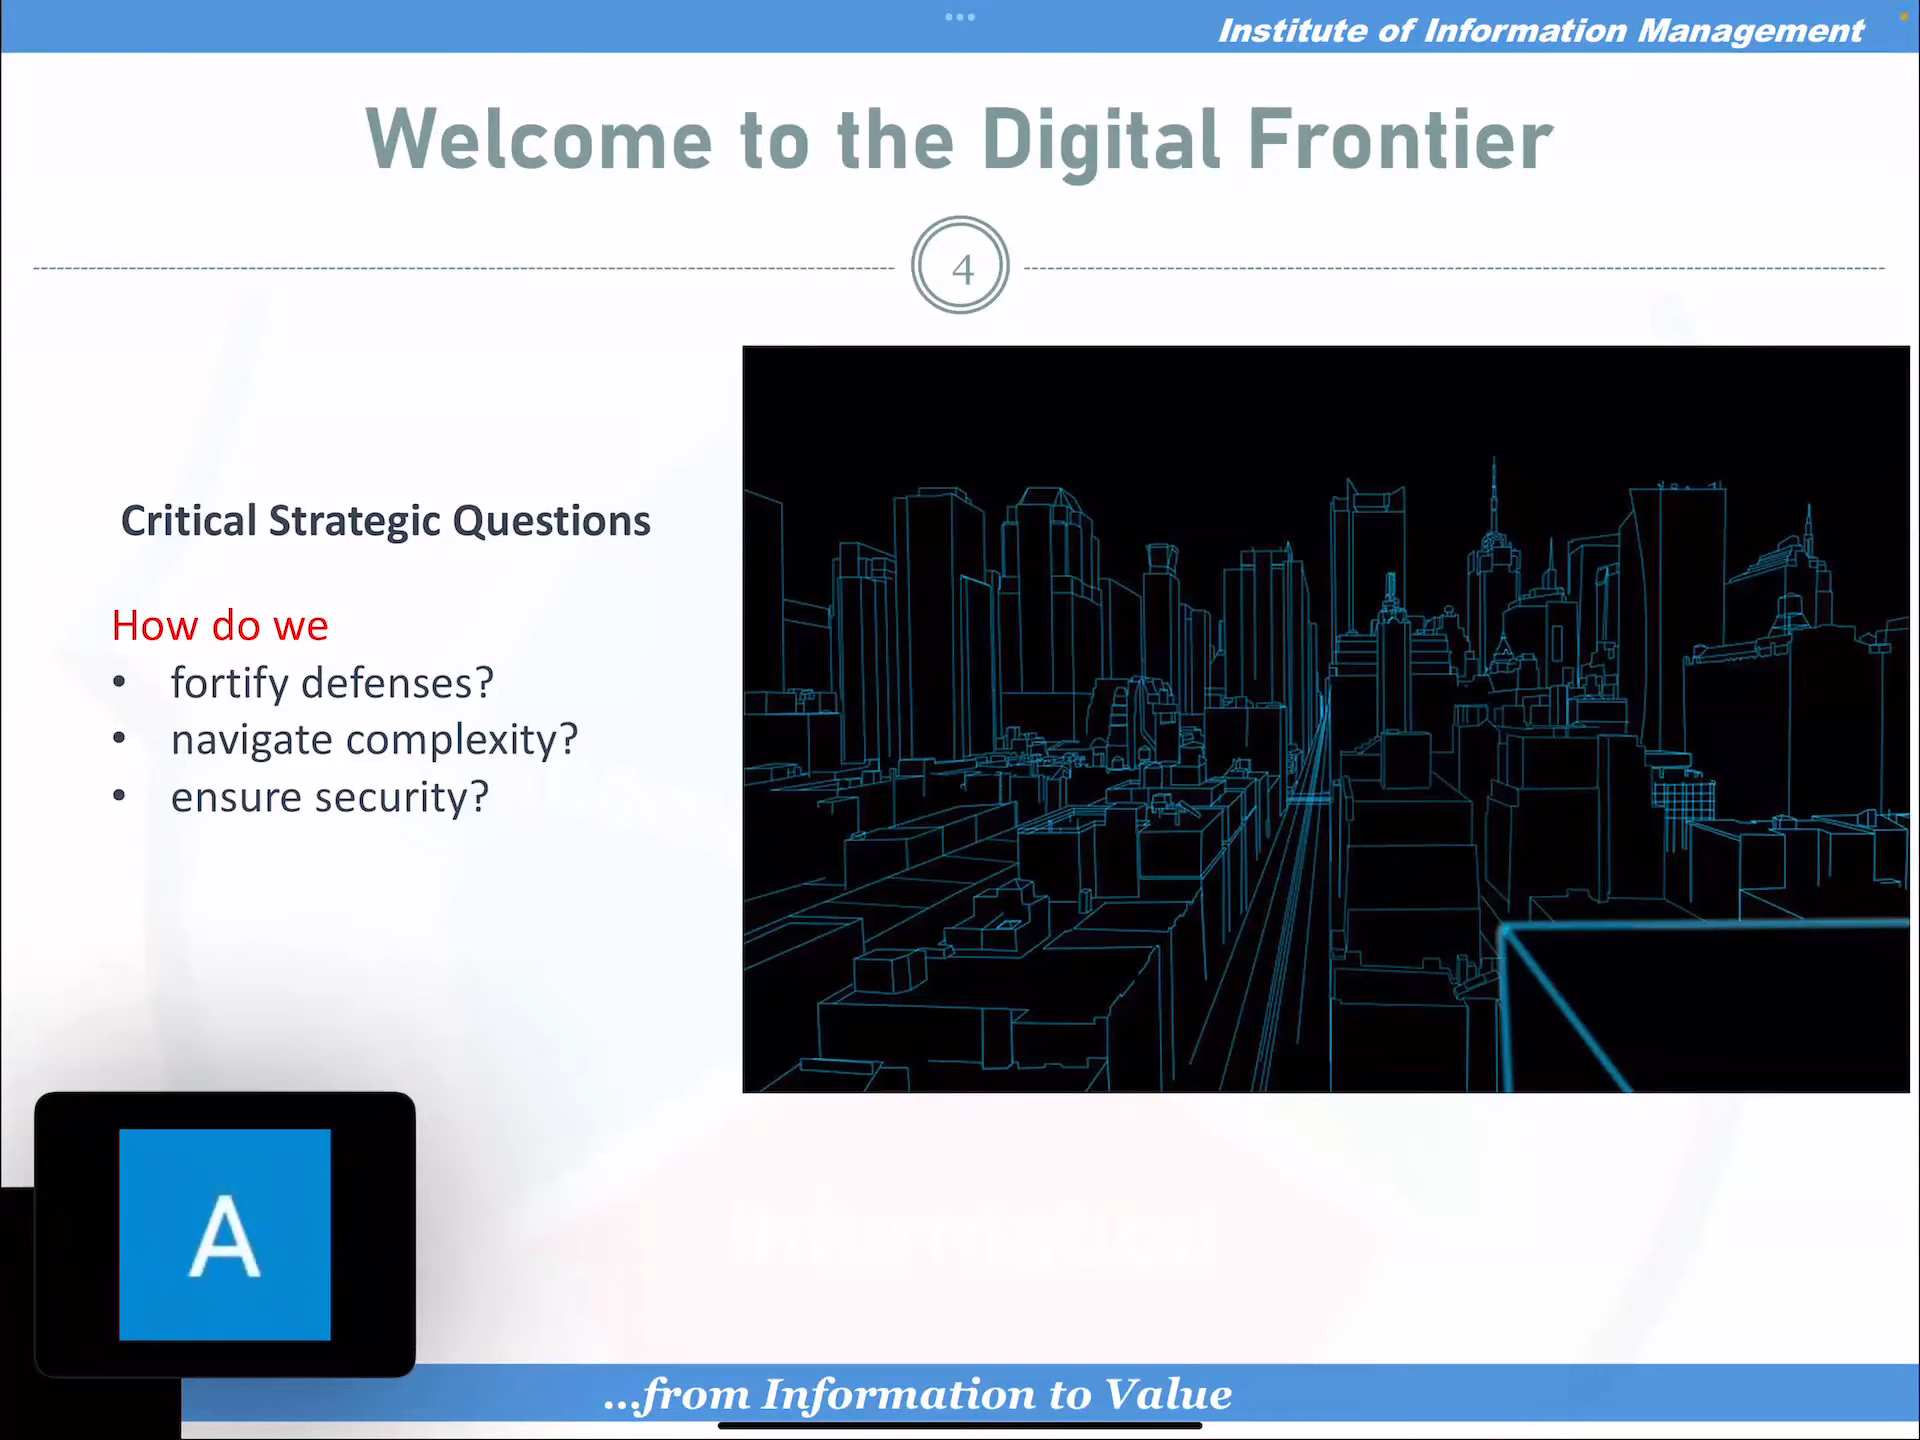 Institute of Information Management
Welcome to the Digital Frontier
4
Critical Strategic Questions
How do we
• fortify defenses?
• navigate complexity?
• ensure security?
A
...from Information to Value